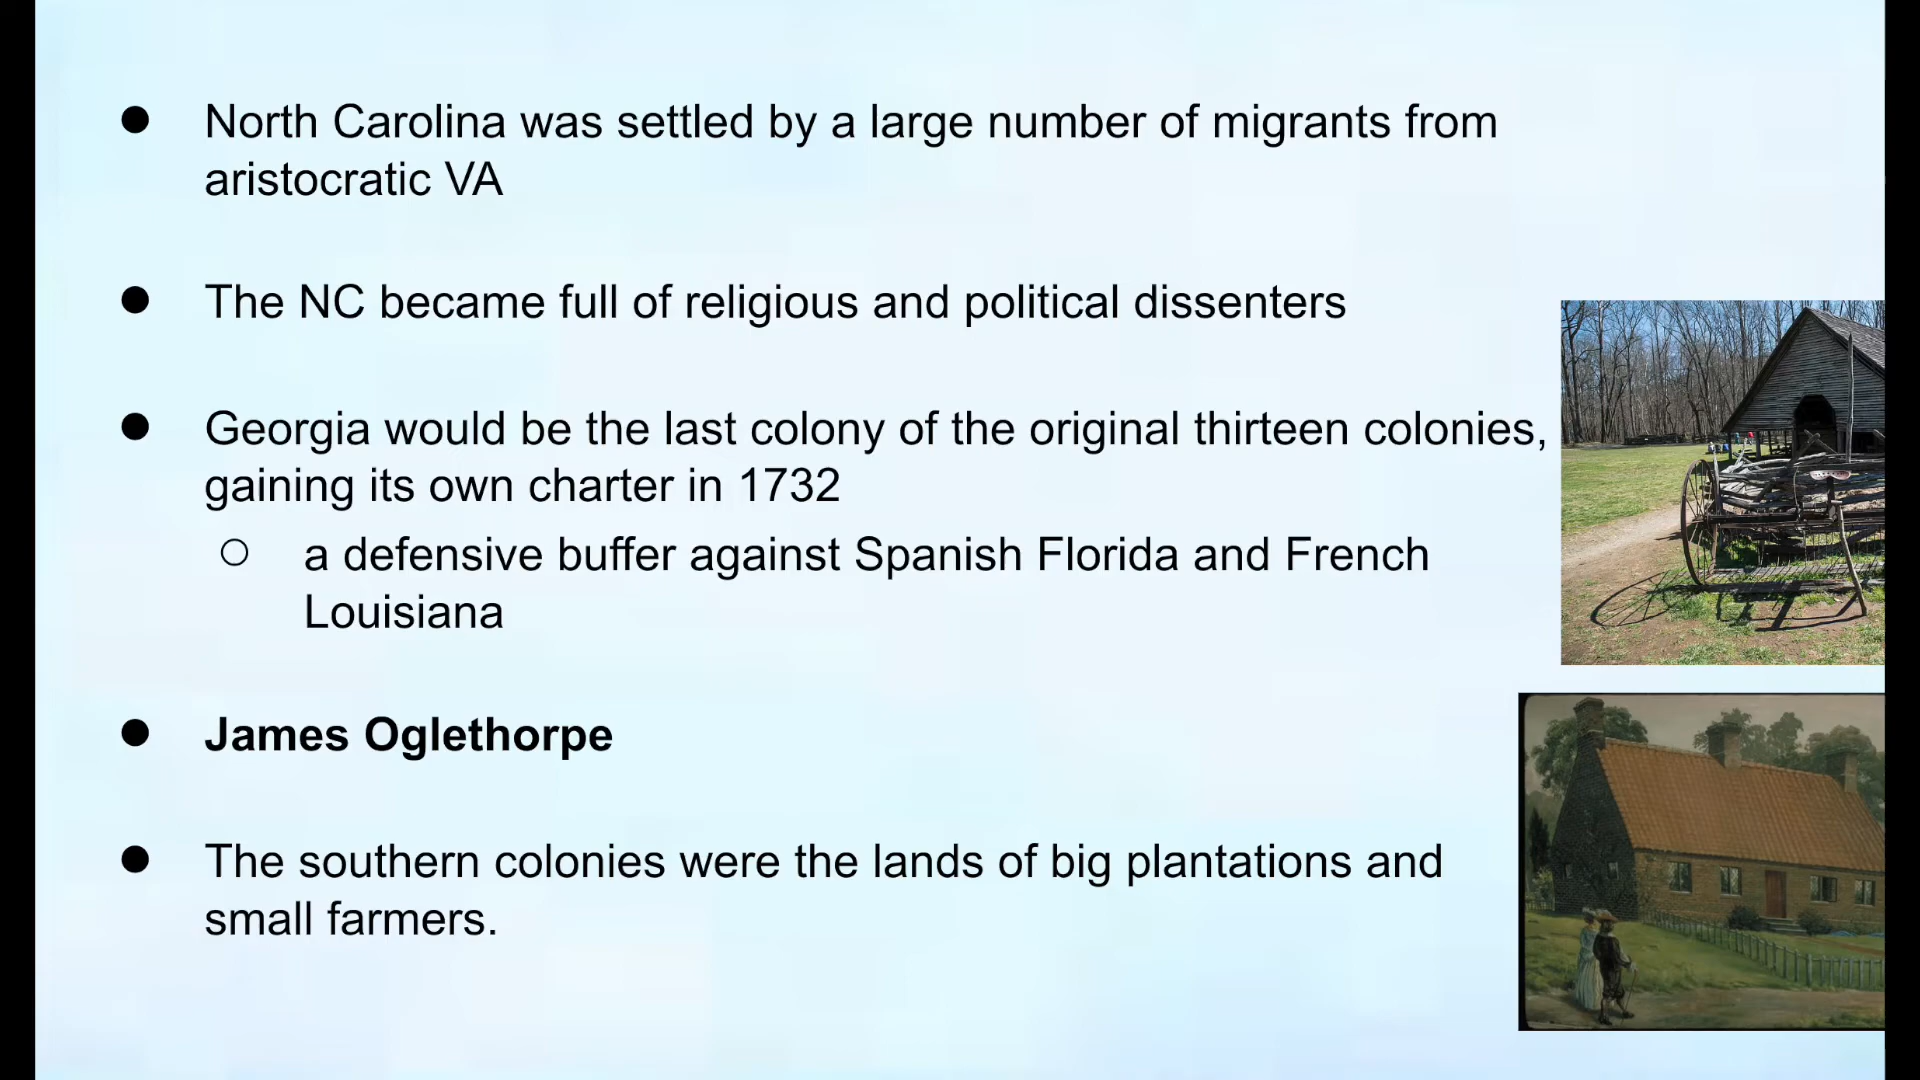 ● North Carolina was settled by a large number of migrants from
aristocratic VA
● The NC became full of religious and political dissenters
● Georgia would be the last colony of the original thirteen colonies,
gaining its own charter in 1732
○ a defensive buffer against Spanish Florida and French
Louisiana
● James Oglethorpe
● The southern colonies were the lands of big plantations and
small farmers.